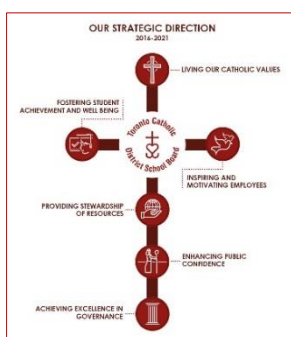 OUR STRATEGIC DIRECTION
2016-2021
LIVING OUR CATHOLIC VALUES
FOSTERING STUDENT
ACHIEVEMENT AND WELL BEING
Toronto Catholic
District School Board
INSPIRING AND
MOTIVATING EMPLOYEES
PROVIDING STEWARDSHIP
OF RESOURCES
ENHANCING PUBLIC
CONFIDENCE
ACHIEVING EXCELLENCE IN
GOVERNANCE